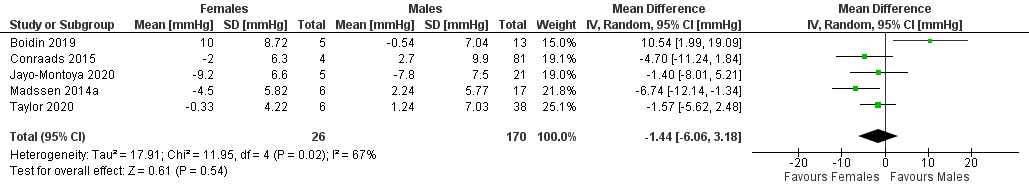 Females Males Mean Difference Mean Difference
Study or Subgroup Mean [mmHg] SD [mmHg] Total Mean [mmHg] SD [mmHg] Total Weight IV, Random, 95% CI [mmHg] IV, Random, 95% CI [mmHg]
Boidin 2019 10 8.72 5 -0.54 7.04 13 15.0% 10.54 [1.99, 19.09]
Conraads 2015 -2 6.3 4 2.7 9.9 81 19.1% -4.70 [-11.24, 1.84]
Jayo-Montoya 2020 -9.2 6.6 5 -7.8 7.5 21 19.0% -1.40 [-8.01, 5.21]
Madssen 2014a -4.5 5.82 6 2.24 5.77 17 21.8% -6.74 [-12.14, -1.34]
Taylor 2020 -0.33 4.22 6 1.24 7.03 38 25.1% -1.57 [-5.62, 2.48]
Total (95% CI) 26 170 100.0% -1.44 [-6.06, 3.18]
Heterogeneity: Tau² = 17.91; Chi² = 11.95, df = 4 (P = 0.02); I² = 67%
Test for overall effect: Z = 0.61 (P = 0.54)
-20 -10 0 10 20
Favours Females Favours Males